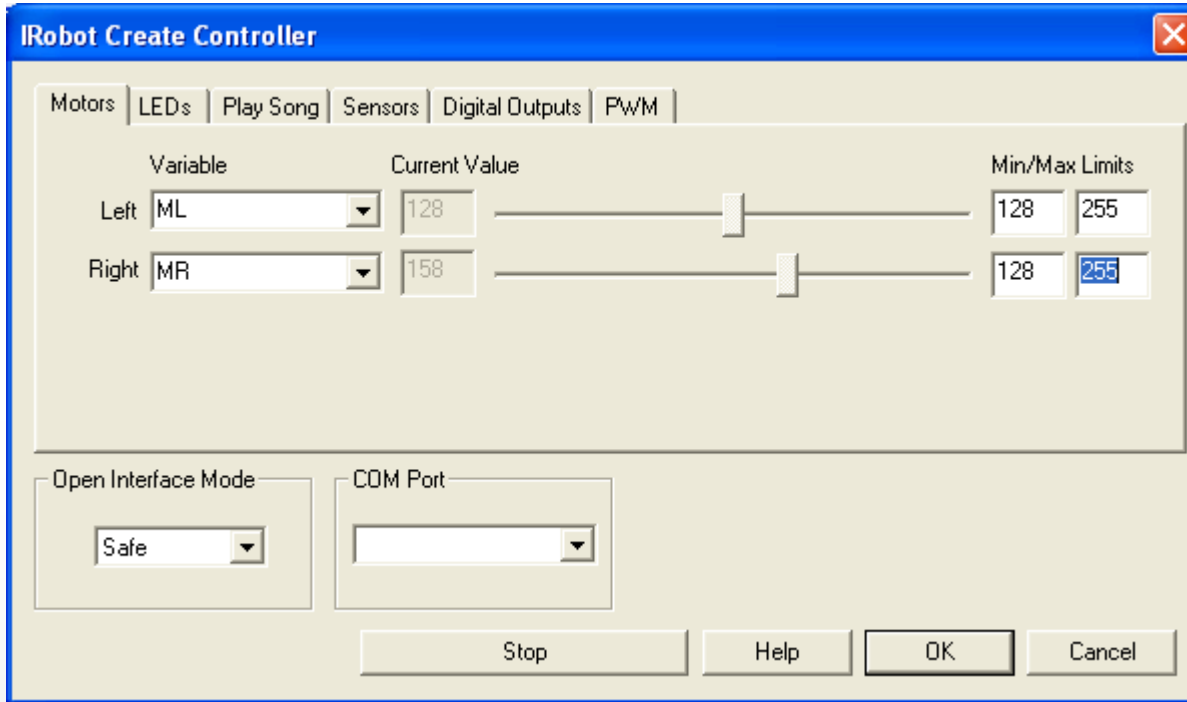 IRobot Create Controller
Motors LEDs Play Song Sensors Digital Outputs PWM
Variable Current Value Min/Max Limits
Left ML 128 128 255
Right MR 158 128 255
Open Interface Mode COM Port
Safe
Stop Help OK Cancel